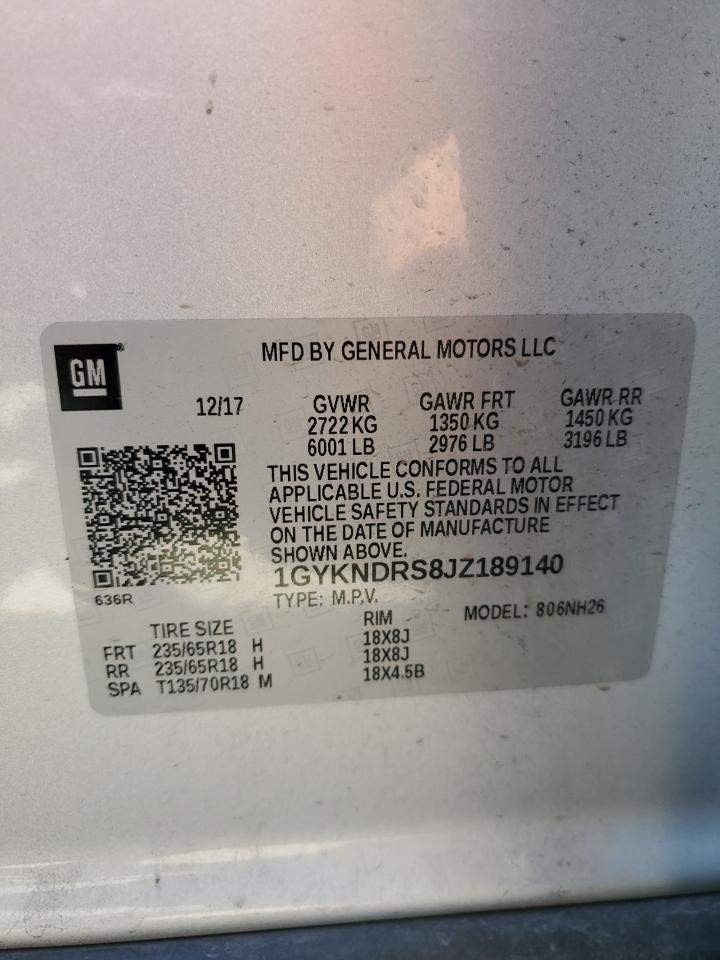 GM®
MFD BY GENERAL MOTORS LLC
12/17
GVWR GAWR FRT GAWR RR
2722 KG 1350 KG 1450 KG
6001 LB 2976 LB 3196 LB
THIS VEHICLE CONFORMS TO ALL
APPLICABLE U.S. FEDERAL MOTOR
VEHICLE SAFETY STANDARDS IN EFFECT
ON THE DATE OF MANUFACTURE
SHOWN ABOVE.
1GYKNDRS8JZ189140
636R
TYPE: M.P.V. MODEL: 806NH26
TIRE SIZE RIM
FRT 235/65R18 H 18X8J
RR 235/65R18 H 18X8J
SPA T135/70R18 M 18X4.5B